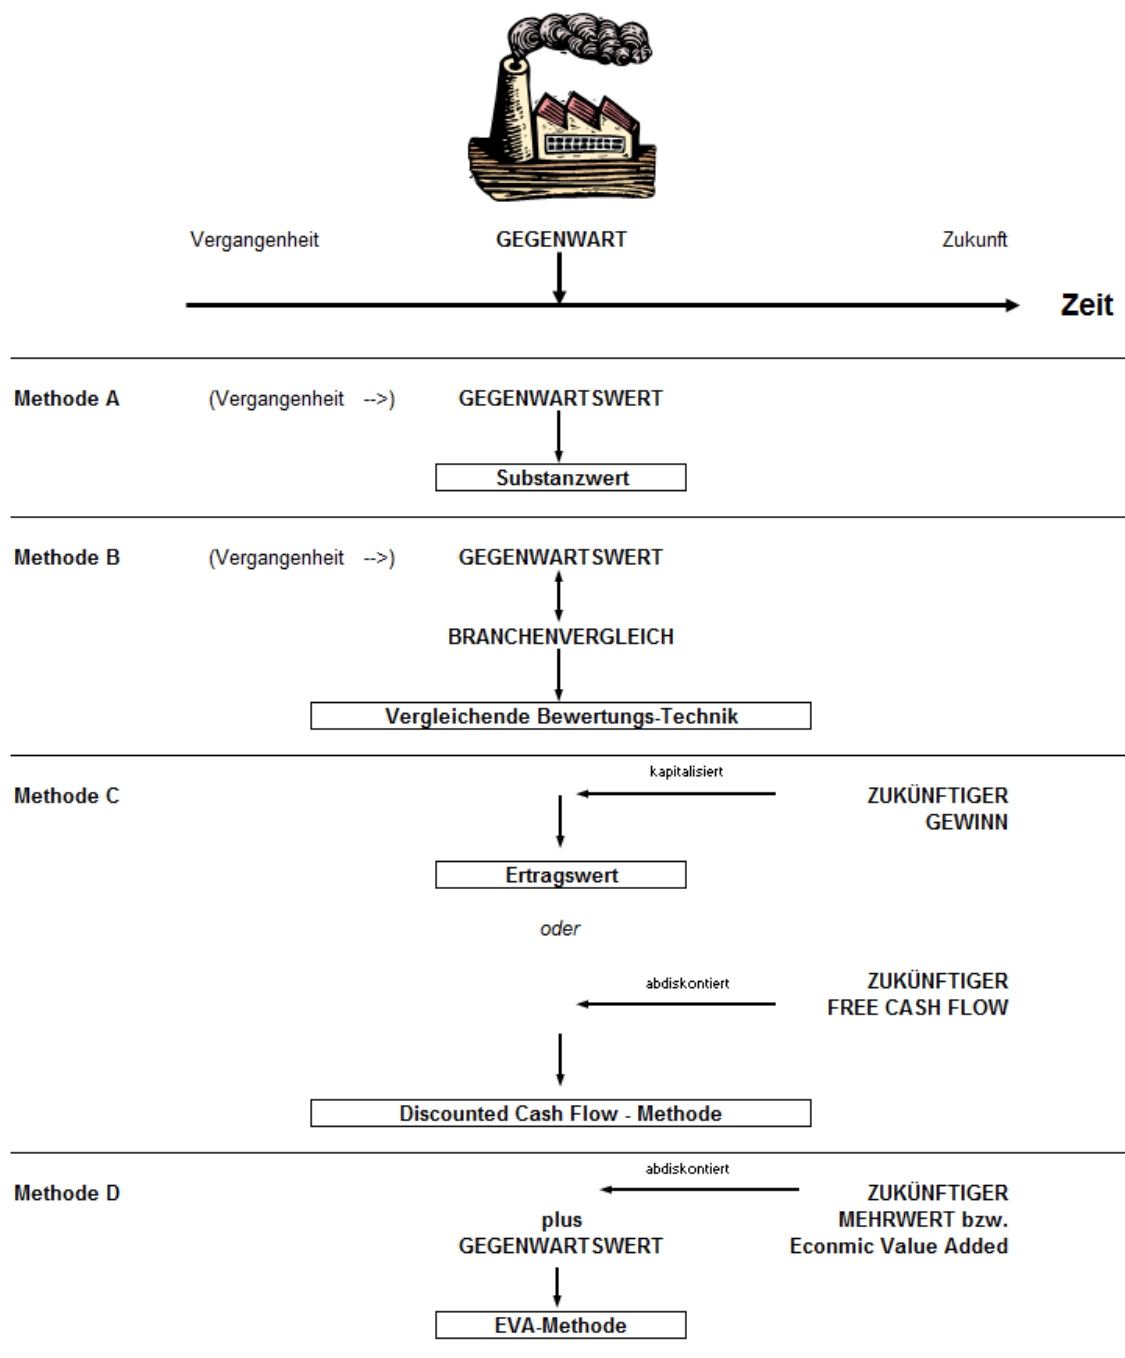 Vergangenheit GEGENWART Zukunft
Zeit
Methode A (Vergangenheit -->) GEGENWARTSWERT
Substanzwert
Methode B (Vergangenheit -->) GEGENWARTSWERT
BRANCHENVERGLEICH
Vergleichende Bewertungs-Technik
kapitalisiert
Methode C ZUKÜNFTIGER
GEWINN
Ertragswert
oder
abdiskontiert ZUKÜNFTIGER
FREE CASH FLOW
Discounted Cash Flow - Methode
abdiskontiert
Methode D ZUKÜNFTIGER
plus MEHRWERT bzw.
GEGENWARTSWERT Econmic Value Added
EVA-Methode